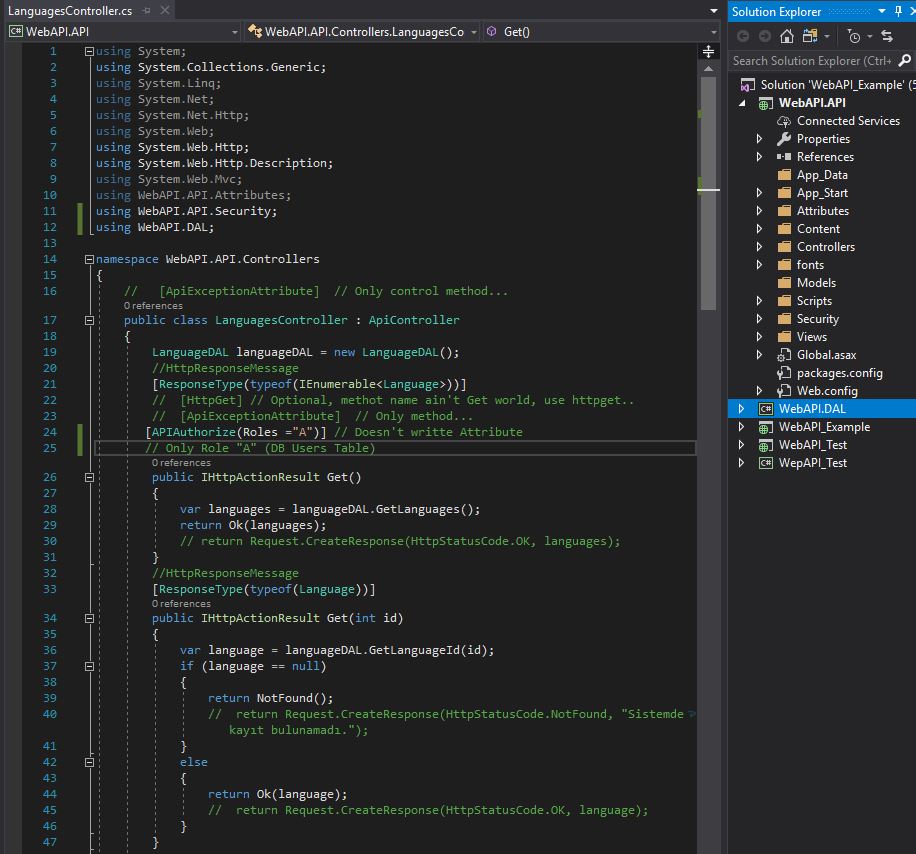 LanguagesController.cs
WebAPI.API
WebAPI.API.Controllers.LanguagesCo
Get()
1 using System;
2 using System.Collections.Generic;
3 using System.Linq;
4 using System.Net;
5 using System.Net.Http;
6 using System.Web;
7 using System.Web.Http;
8 using System.Web.Http.Description;
9 using System.Web.Mvc;
10 using WebAPI.API.Attributes;
11 using WebAPI.API.Security;
12 using WebAPI.DAL;
13
14 namespace WebAPI.API.Controllers
15 {
16 //   [ApiExceptionAttribute]  // Only control method...
0 references
17 public class LanguagesController : ApiController
18 {
19 LanguageDAL languageDAL = new LanguageDAL();
20 //HttpResponseMessage
21 [ResponseType(typeof(IEnumerable<Language>))]
22 //  [HttpGet] // Optional, methot name ain't Get world, use httpget..
23 //  [ApiExceptionAttribute]  // Only method...
24 [APIAuthorize(Roles ="A")] // Doesn't writte Attribute
25 // Only Role "A" (DB Users Table)
0 references
26 public IHttpActionResult Get()
27 {
28 var languages = languageDAL.GetLanguages();
29 return Ok(languages);
30 // return Request.CreateResponse(HttpStatusCode.OK, languages);
31 }
32 //HttpResponseMessage
33 [ResponseType(typeof(Language))]
0 references
34 public IHttpActionResult Get(int id)
35 {
36 var language = languageDAL.GetLanguageId(id);
37 if (language == null)
38 {
39 return NotFound();
40 //  return Request.CreateResponse(HttpStatusCode.NotFound, "Sistemde
kayıt bulunamadı.");
41 }
42 else
43 {
44 return Ok(language);
45 //  return Request.CreateResponse(HttpStatusCode.OK, language);
46 }
47 }
Solution Explorer
Search Solution Explorer (Ctrl+
Solution 'WebAPI_Example' (5
WebAPI.API
Connected Services
Properties
References
App_Data
App_Start
Attributes
Content
Controllers
fonts
Models
Scripts
Security
Views
Global.asax
packages.config
Web.config
C# WebAPI.DAL
WebAPI_Example
WebAPI_Test
C# WepAPI_Test